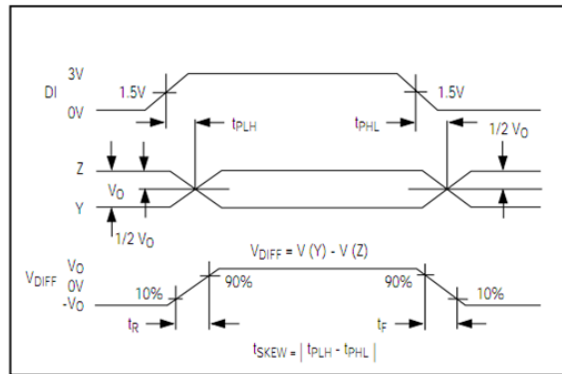 3V
DI
1.5V
1.5V
0V
tPLH
tPHL
1/2 VO
Z
VO
Y
1/2 VO
VDIFF = V (Y) - V (Z)
VO
VDIFF
0V
-VO
10%
90%
90%
10%
tR
tF
tSKEW = | tPLH - tPHL |